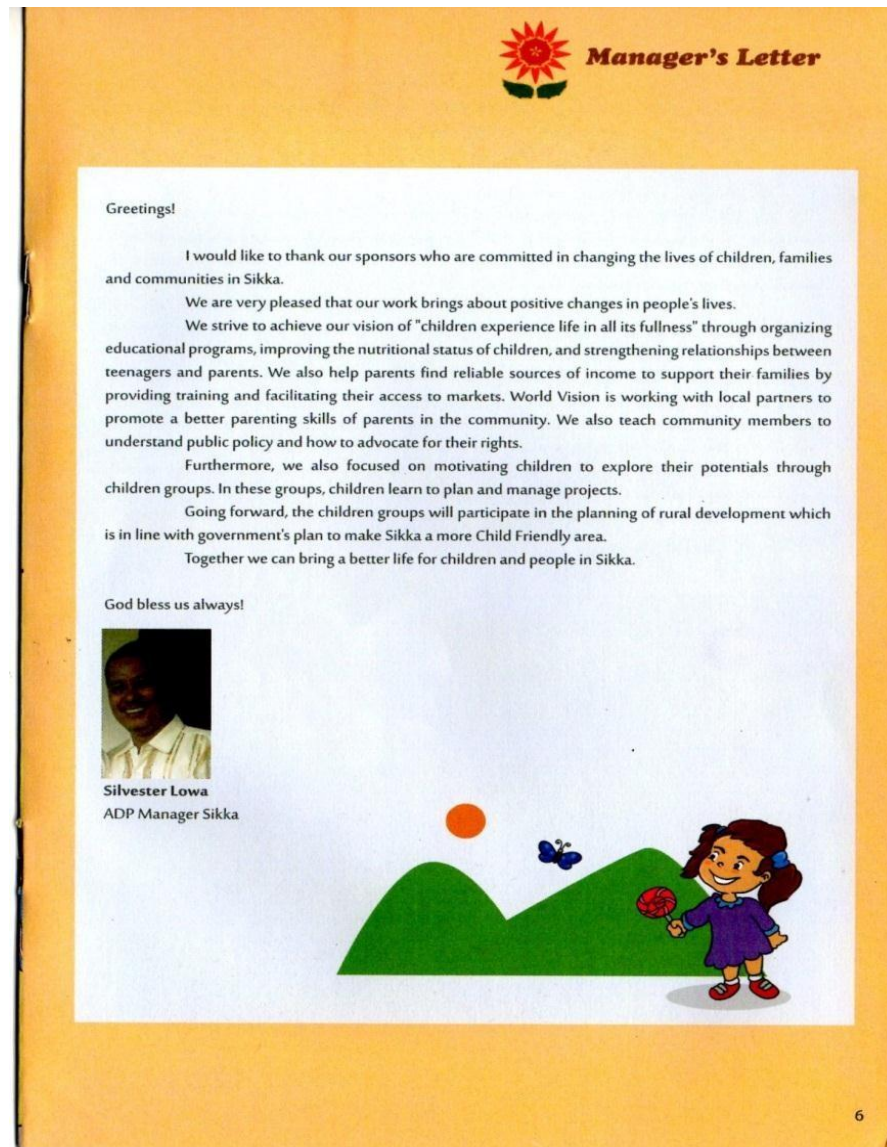 Manager's Letter
Greetings!
I would like to thank our sponsors who are committed in changing the lives of children, families
and communities in Sikka.
We are very pleased that our work brings about positive changes in people's lives.
We strive to achieve our vision of "children experience life in all its fullness" through organizing
educational programs, improving the nutritional status of children, and strengthening relationships between
teenagers and parents. We also help parents find reliable sources of income to support their families by
providing training and facilitating their access to markets. World Vision is working with local partners to
promote a better parenting skills of parents in the community. We also teach community members to
understand public policy and how to advocate for their rights.
Furthermore, we also focused on motivating children to explore their potentials through
children groups. In these groups, children learn to plan and manage projects.
Going forward, the children groups will participate in the planning of rural development which
is in line with government's plan to make Sikka a more Child Friendly area.
Together we can bring a better life for children and people in Sikka.
God bless us always!
Silvester Lowa
ADP Manager Sikka
6